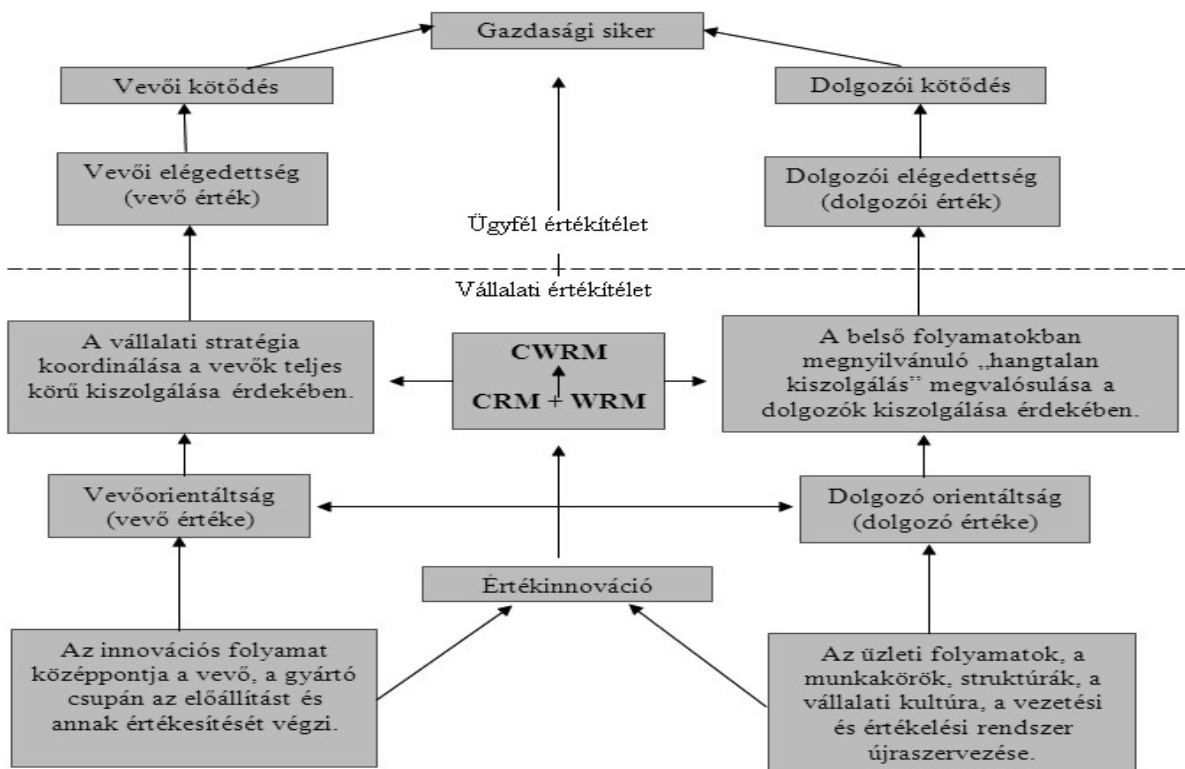 Gazdasági siker
Vevői kötődés
Dolgozói kötődés
Vevői elégedettség
(vevő érték)
Dolgozói elégedettség
(dolgozói érték)
Ügyfél értékítélet
Vállalati értékítélet
A vállalati stratégia
koordinálása a vevők teljes
körű kiszolgálása érdekében.
CWRM
CRM + WRM
A belső folyamatokban
megnyilvánuló „hangtalan
kiszolgálás” megvalósulása a
dolgozók kiszolgálása érdekében.
Vevőorientáltság
(vevő értéke)
Dolgozó orientáltság
(dolgozó értéke)
Értékinnováció
Az innovációs folyamat
középpontja a vevő, a gyártó
csupán az előállítást és
annak értékesítését végzi.
Az üzleti folyamatok, a
munkakörök, struktúrák, a
vállalati kultúra, a vezetési
és értékelési rendszer
újraszervezése.